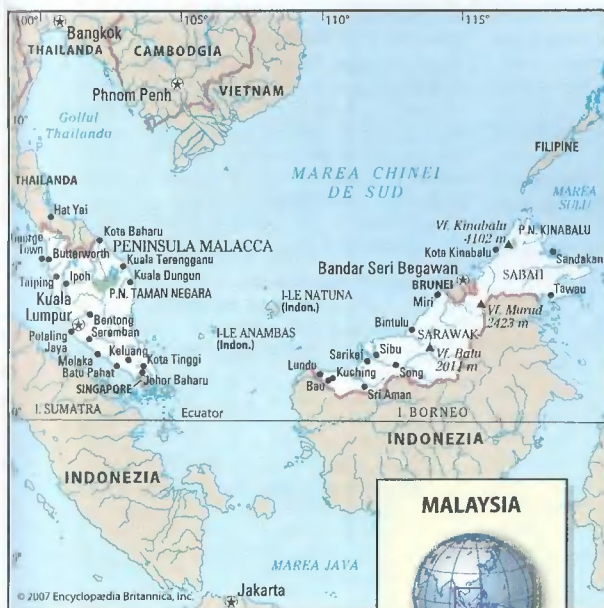 100°
105°
110°
115°
Bangkok
THAILANDA
CAMBODGIA
Phnom Penh
VIETNAM
10°
Golful
Thailandei
MAREA CHINEI
DE SUD
FILIPINE
MAREA
SULU
THAILANDA
Hat Yai
George
Town
Butterworth
Kota Baharu
PENINSULA MALACCA
Kuala Terengganu
Kuala Dungun
Taiping
Ipoh
P.N. TAMAN NEGARA
Kuala
Lumpur
Bentong
Petaling
Jaya
Seremban
Melaka
Keluang
Kota Tinggi
Batu Pahat
SINGAPORE
Johor Baharu
I-LE NATUNA
(Indon.)
I-LE ANAMBAS
(Indon.)
Vf. Kinabalu
4102 m
P.N. KINABALU
Kota Kinabalu
Sandakan
Bandar Seri Begawan
SABAH
BRUNEI
Miri
Tawau
Vf. Murud
2423 m
Bintulu
SARAWAK
Sibu
Vf. Batu
2011 m
Sarikei
Lundu
Kuching
Song
Bau
Sri Aman
I. SUMATRA
Ecuator
0°
I. BORNEO
INDONEZIA
INDONEZIA
MALAYSIA
MAREA JAVA
Jakarta
© 2007 Encyclopædia Britannica, Inc.